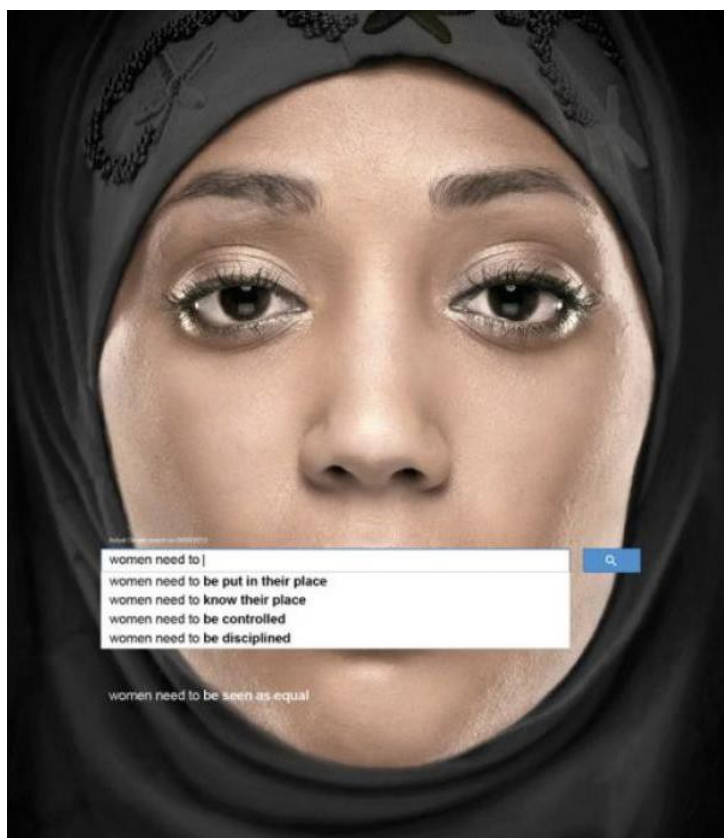 women need to
women need to be put in their place
women need to know their place
women need to be controlled
women need to be disciplined
women need to be seen as equal